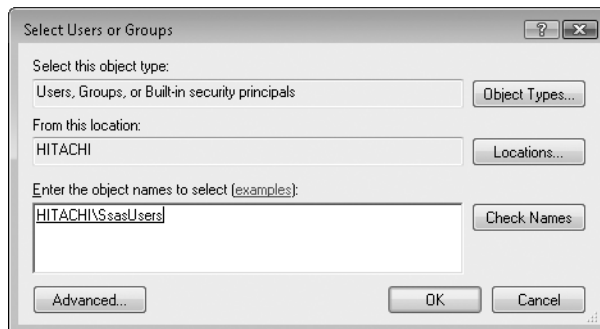 Select Users or Groups
Select this object type:
Users, Groups, or Built-in security principals
Object Types...
From this location:
HITACHI
Locations...
Enter the object names to select (examples):
HITACHI\SsasUsers
Check Names
Advanced...
OK
Cancel